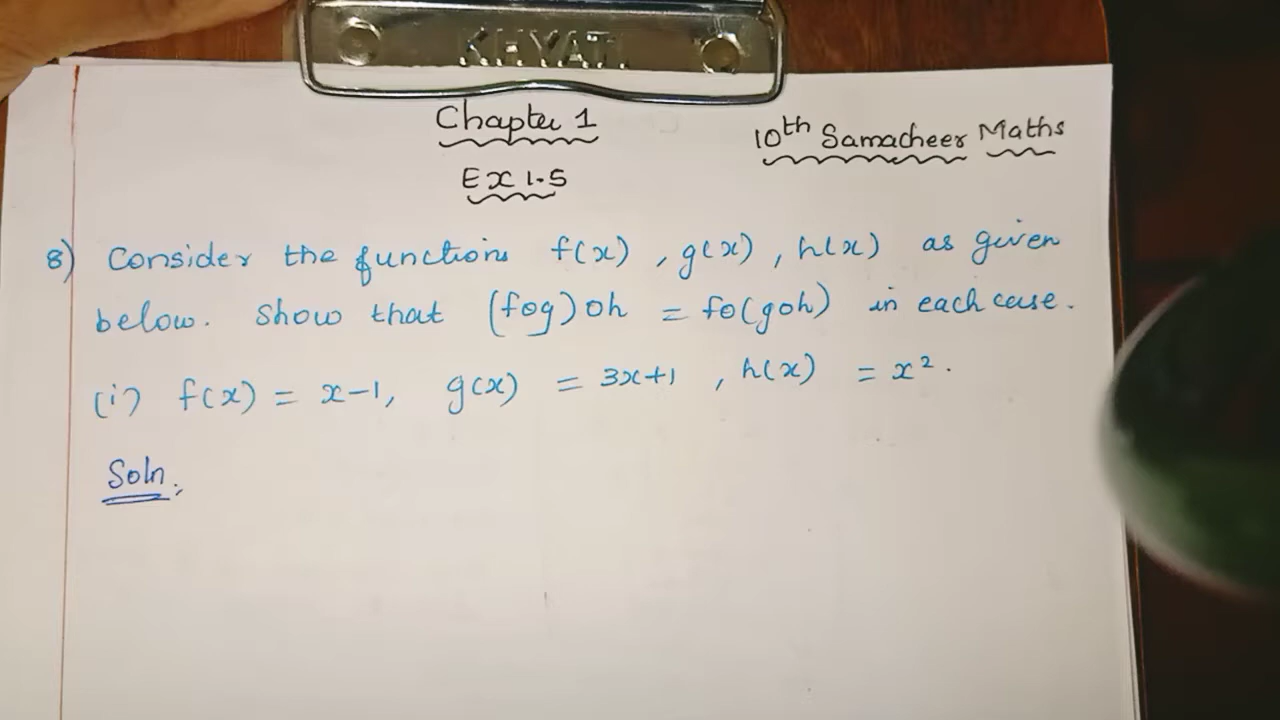 KHYATI
Chapter 1
10th Samacheer Maths
Ex 1.5
8) Consider the functions f(x), g(x), h(x) as given
below. Show that (fog)oh = fo(goh) in each case.
(i) f(x) = x-1, g(x) = 3x+1, h(x) = x².
Soln: